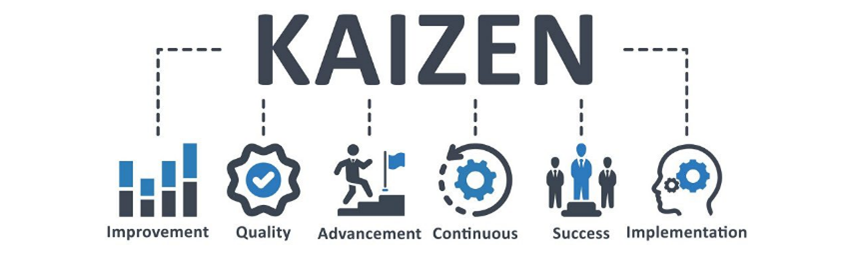 KAIZEN
Improvement
Quality
Advancement
Continuous
Success
Implementation